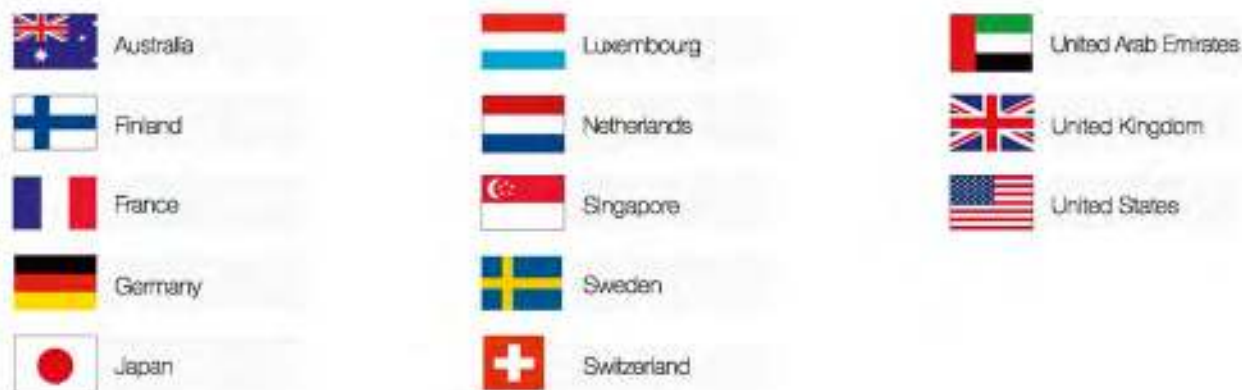 Australia
Finland
France
Germany
Japan
Luxembourg
Netherlands
Singapore
Sweden
Switzerland
United Arab Emirates
United Kingdom
United States